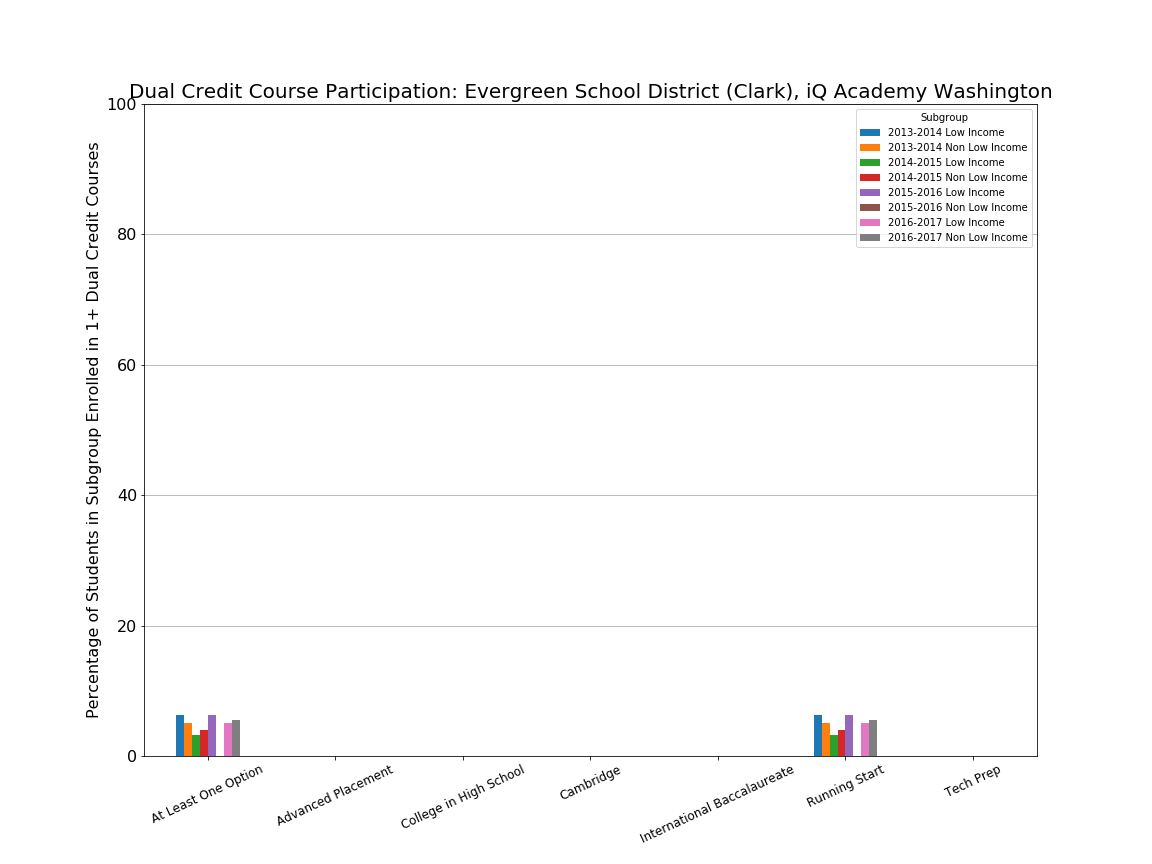 Dual Credit Course Participation: Evergreen School District (Clark), iQ Academy Washington
Percentage of Students in Subgroup Enrolled in 1+ Dual Credit Courses
100
80
60
40
20
0
Subgroup
2013-2014 Low Income
2013-2014 Non Low Income
2014-2015 Low Income
2014-2015 Non Low Income
2015-2016 Low Income
2015-2016 Non Low Income
2016-2017 Low Income
2016-2017 Non Low Income
At Least One Option
Advanced Placement
College in High School
Cambridge
International Baccalaureate
Running Start
Tech Prep